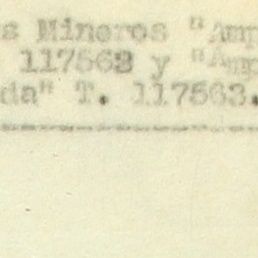 s Mineros "Amp
117562 y "Amp
da" T. 117563.